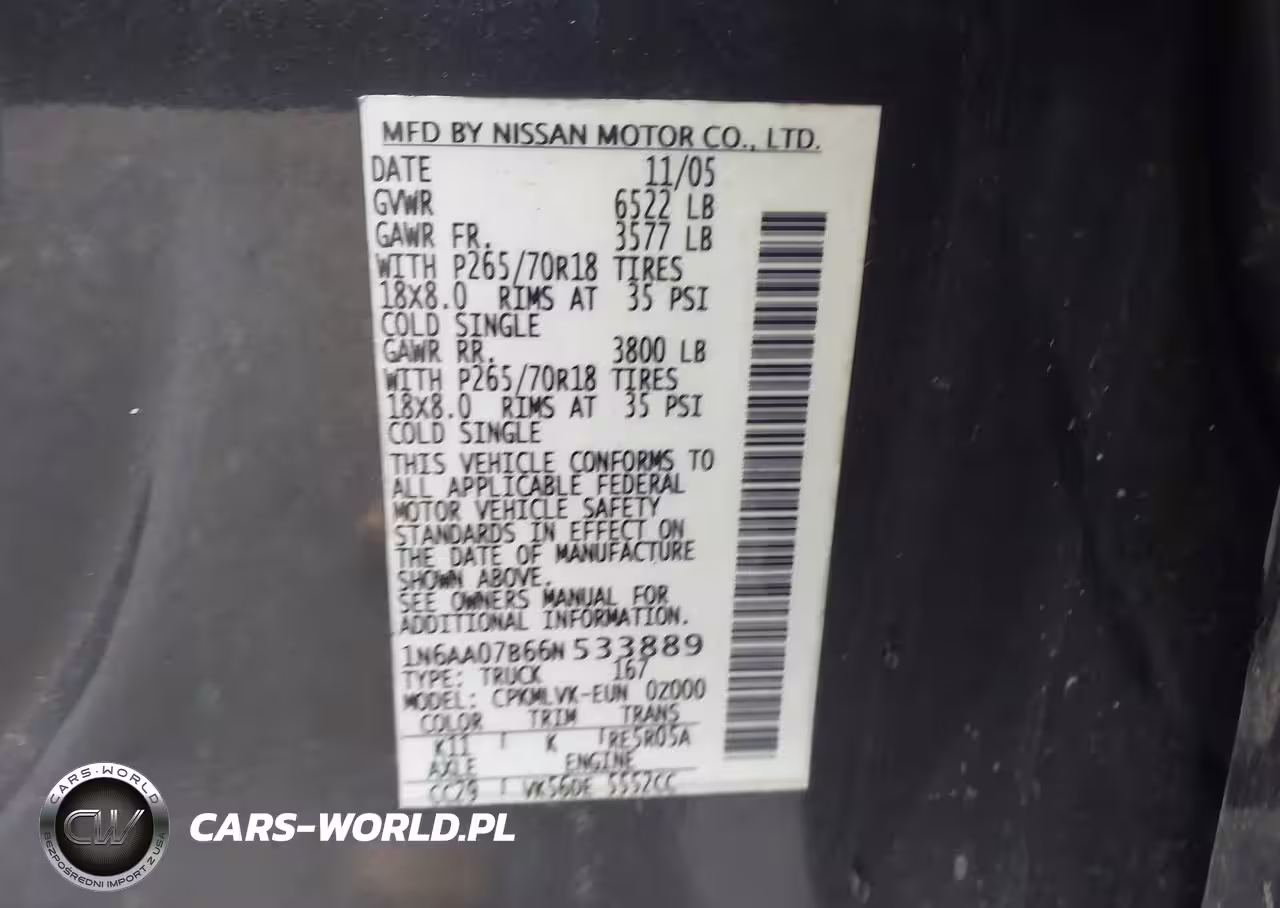 MFD BY NISSAN MOTOR CO., LTD.
DATE 11/05
GVWR 6522 LB
GAWR FR. 3577 LB
WITH P265/70R18 TIRES
18X8.0 RIMS AT 35 PSI
COLD SINGLE
GAWR RR. 3800 LB
WITH P265/70R18 TIRES
18X8.0 RIMS AT 35 PSI
COLD SINGLE
THIS VEHICLE CONFORMS TO
ALL APPLICABLE FEDERAL
MOTOR VEHICLE SAFETY
STANDARDS IN EFFECT ON
THE DATE OF MANUFACTURE
SHOWN ABOVE.
SEE OWNERS MANUAL FOR
ADDITIONAL INFORMATION.
1N6AA07B66N533889
TYPE: TRUCK 167
MODEL: CPKMLVK-EUN 02000
COLOR TRIM TRANS
K11 K RE5R05A
AXLE ENGINE
CC29 VK56DE 5552CC
CARS-WORLD
CW
BEZPOŚREDNI IMPORT Z USA
CARS-WORLD.PL